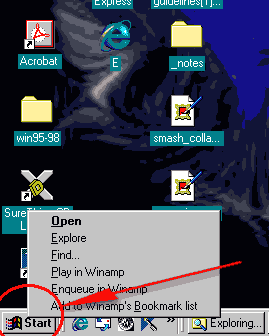 Express
guidelines[1]...
Acrobat
E
_notes
win95-98
smash_colla...
Open
Explore
Find...
Play in Winamp
Enqueue in Winamp
Add to Winamp's Bookmark list
Start
»
Exploring...